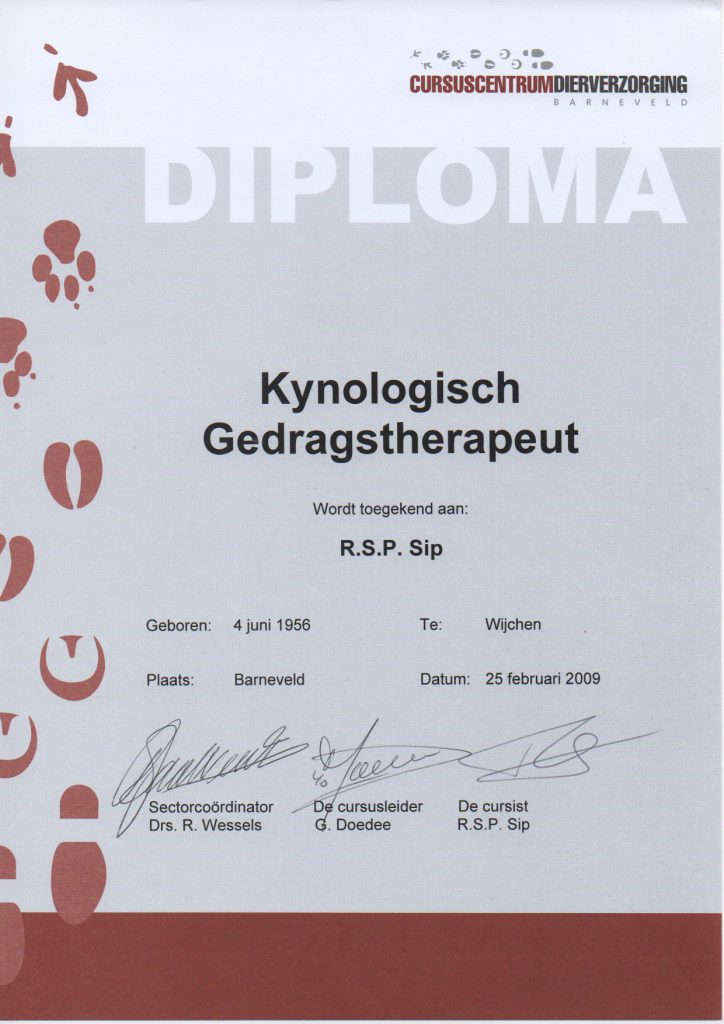 CURSUSCENTRUMDIERVERZORGING
BARNEVELD
DIPLOMA
Kynologisch
Gedragstherapeut
Wordt toegekend aan:
R.S.P. Sip
Geboren: 4 juni 1956 Te: Wijchen
Plaats: Barneveld Datum: 25 februari 2009
Sectorcoördinator De cursusleider De cursist
Drs. R. Wessels G. Doedee R.S.P. Sip